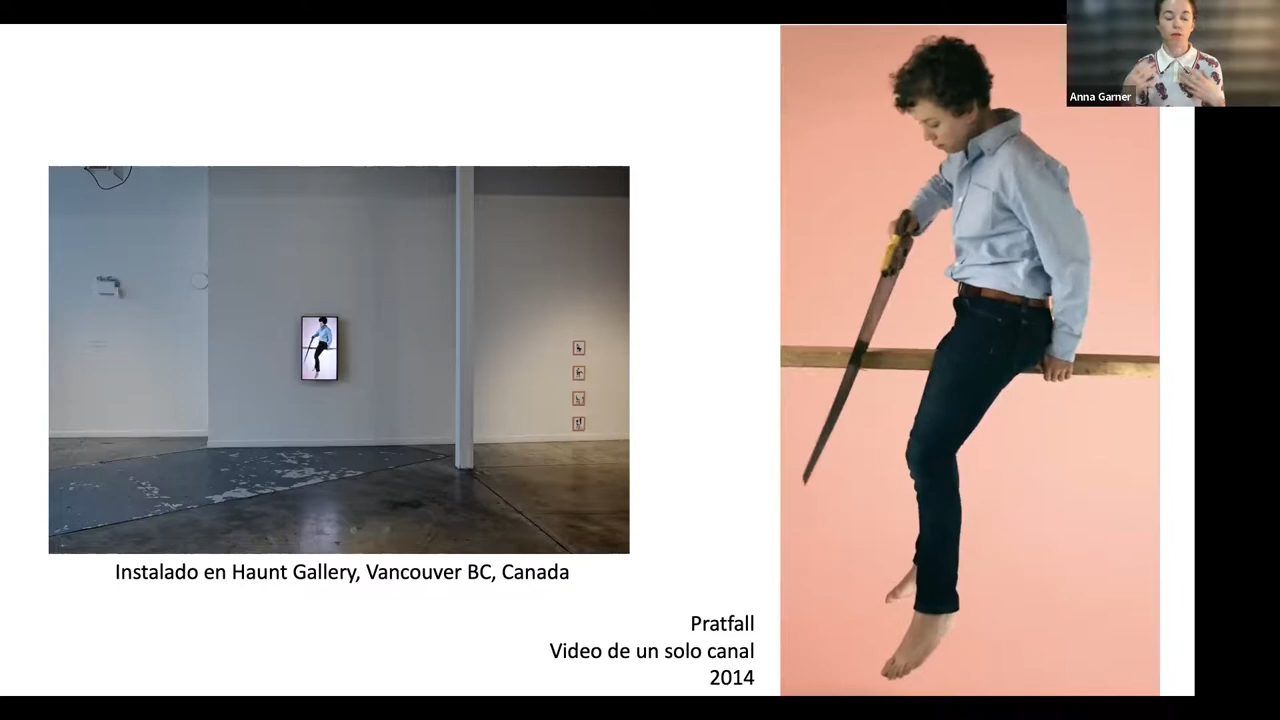 Anna Garner
Instalado en Haunt Gallery, Vancouver BC, Canada
Pratfall
Video de un solo canal
2014